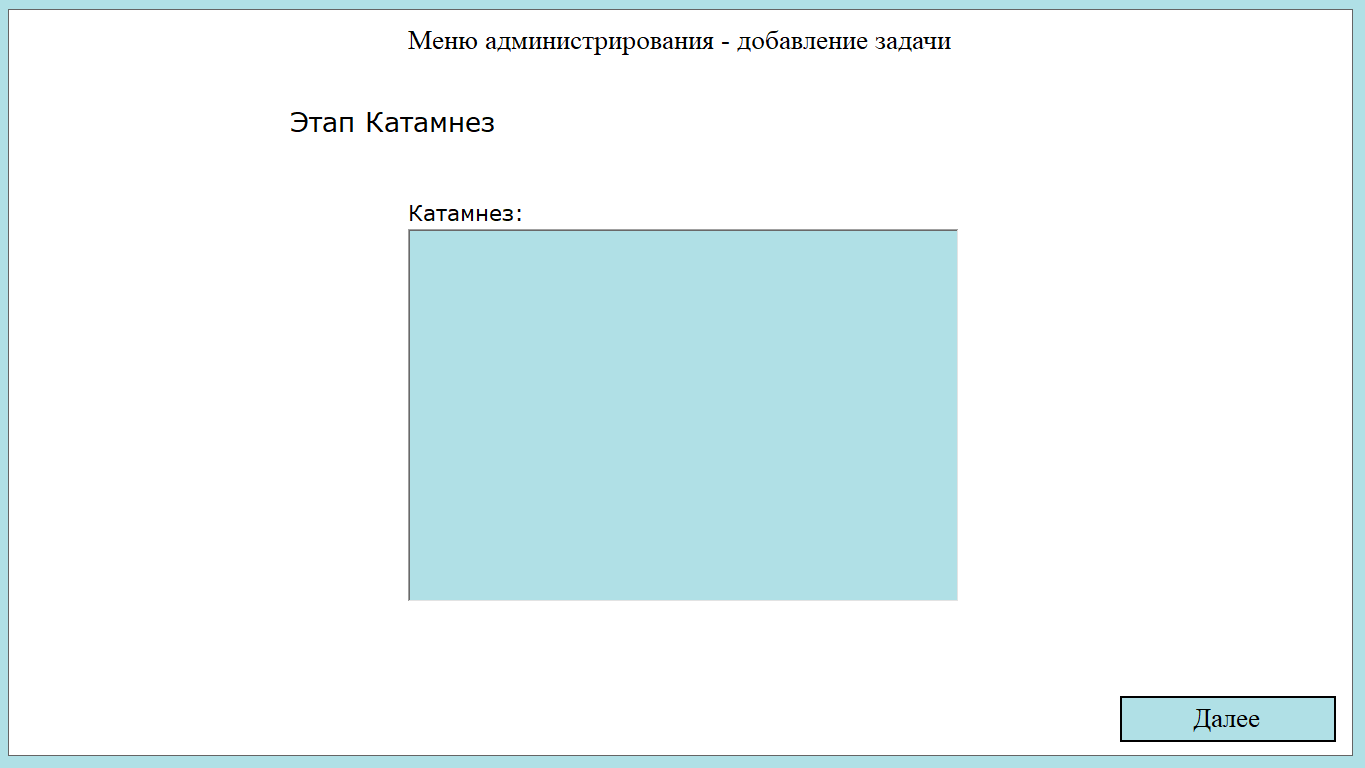 Меню администрирования - добавление задачи
Этап Катамнез
Катамнез:
Далее